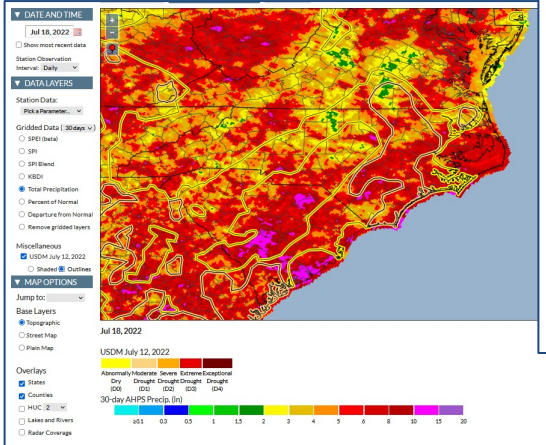 ▼ DATE AND TIME
Jul 18, 2022
Show most recent data
Station Observation
Interval: Daily
▼ DATA LAYERS
Station Data:
Pick a Parameter...
Gridded Data (30 days)
SPEI (beta)
SPI
SPI Blend
KBDI
Total Precipitation
Percent of Normal
Departure from Normal
Remove gridded layers
Miscellaneous
USDM July 12, 2022
Shaded Outlines
▼ MAP OPTIONS
Jump to:
Base Layers
Topographic
Street Map
Plain Map
Overlays
States
Counties
HUC 2
Lakes and Rivers
Radar Coverage
+
−
Jul 18, 2022
USDM July 12, 2022
Abnormally Moderate Severe Extreme Exceptional
Dry Drought Drought Drought Drought
(D0) (D1) (D2) (D3) (D4)
30-day AHPS Precip. (in)
≥0.1 0.3 0.5 1 1.5 2 3 4 5 6 8 10 15 20